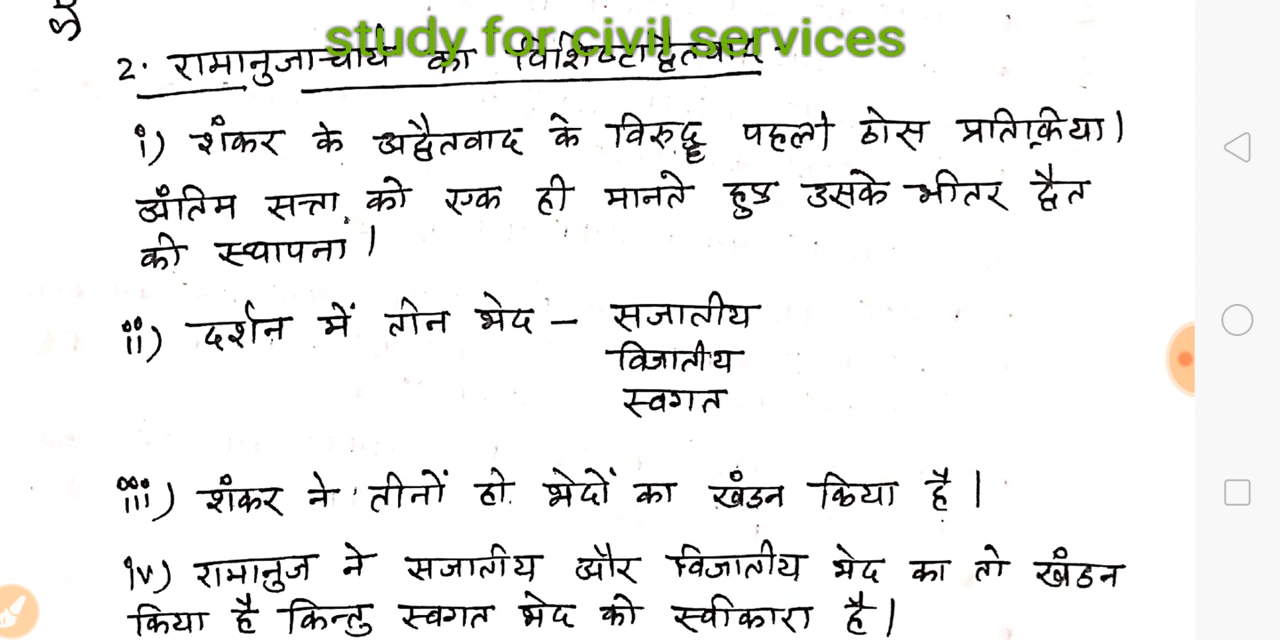 study for civil services
2. रामानुजाचार्य का विशिष्टाद्वैतवाद
i) शंकर के अद्वैतवाद के विरुद्ध पहली ठोस प्रतिक्रिया।
अंतिम सत्ता को एक ही मानते हुए उसके भीतर द्वैत
की स्थापना।
ii) दर्शन में तीन भेद – सजातीय
विजातीय
स्वगत
iii) शंकर ने तीनों ही भेदों का खंडन किया है।
iv) रामानुज ने सजातीय और विजातीय भेद का तो खंडन
किया है किन्तु स्वगत भेद को स्वीकारा है।